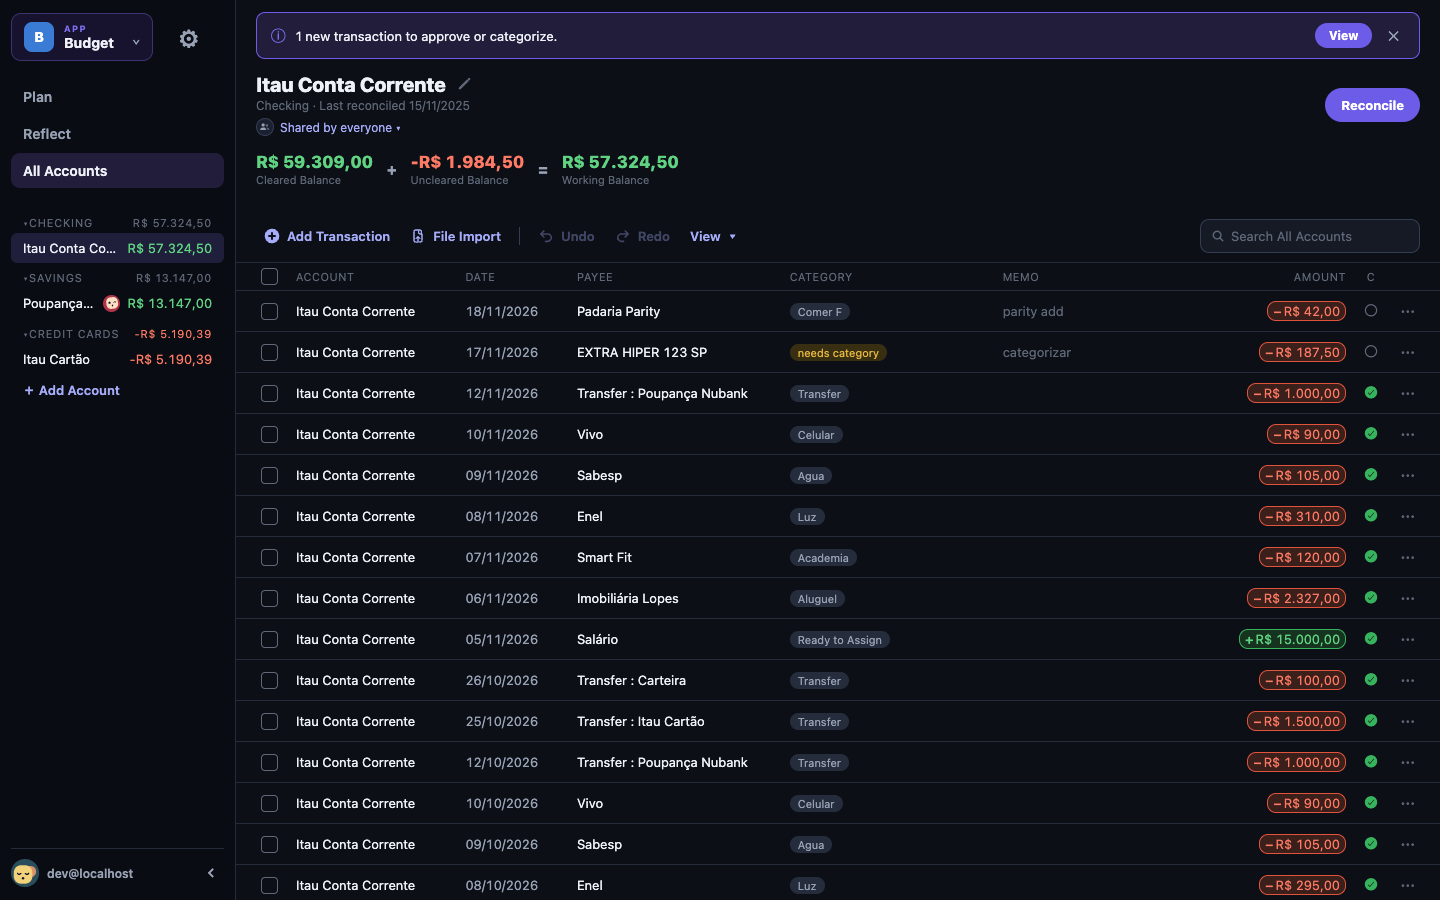 B
APP
Budget
Plan
Reflect
All Accounts
CHECKING R$ 57.324,50
Itau Conta Co... R$ 57.324,50
SAVINGS R$ 13.147,00
Poupança... R$ 13.147,00
CREDIT CARDS -R$ 5.190,39
Itau Cartão -R$ 5.190,39
+ Add Account
dev@localhost
1 new transaction to approve or categorize.
View
Itau Conta Corrente
Checking · Last reconciled 15/11/2025
Shared by everyone
Reconcile
R$ 59.309,00 + -R$ 1.984,50 = R$ 57.324,50
Cleared Balance Uncleared Balance Working Balance
Add Transaction File Import Undo Redo View Search All Accounts
ACCOUNT DATE PAYEE CATEGORY MEMO AMOUNT C
Itau Conta Corrente 18/11/2026 Padaria Parity Comer F parity add −R$ 42,00
Itau Conta Corrente 17/11/2026 EXTRA HIPER 123 SP needs category categorizar −R$ 187,50
Itau Conta Corrente 12/11/2026 Transfer : Poupança Nubank Transfer −R$ 1.000,00
Itau Conta Corrente 10/11/2026 Vivo Celular −R$ 90,00
Itau Conta Corrente 09/11/2026 Sabesp Agua −R$ 105,00
Itau Conta Corrente 08/11/2026 Enel Luz −R$ 310,00
Itau Conta Corrente 07/11/2026 Smart Fit Academia −R$ 120,00
Itau Conta Corrente 06/11/2026 Imobiliária Lopes Aluguel −R$ 2.327,00
Itau Conta Corrente 05/11/2026 Salário Ready to Assign +R$ 15.000,00
Itau Conta Corrente 26/10/2026 Transfer : Carteira Transfer −R$ 100,00
Itau Conta Corrente 25/10/2026 Transfer : Itau Cartão Transfer −R$ 1.500,00
Itau Conta Corrente 12/10/2026 Transfer : Poupança Nubank Transfer −R$ 1.000,00
Itau Conta Corrente 10/10/2026 Vivo Celular −R$ 90,00
Itau Conta Corrente 09/10/2026 Sabesp Agua −R$ 105,00
Itau Conta Corrente 08/10/2026 Enel Luz −R$ 295,00